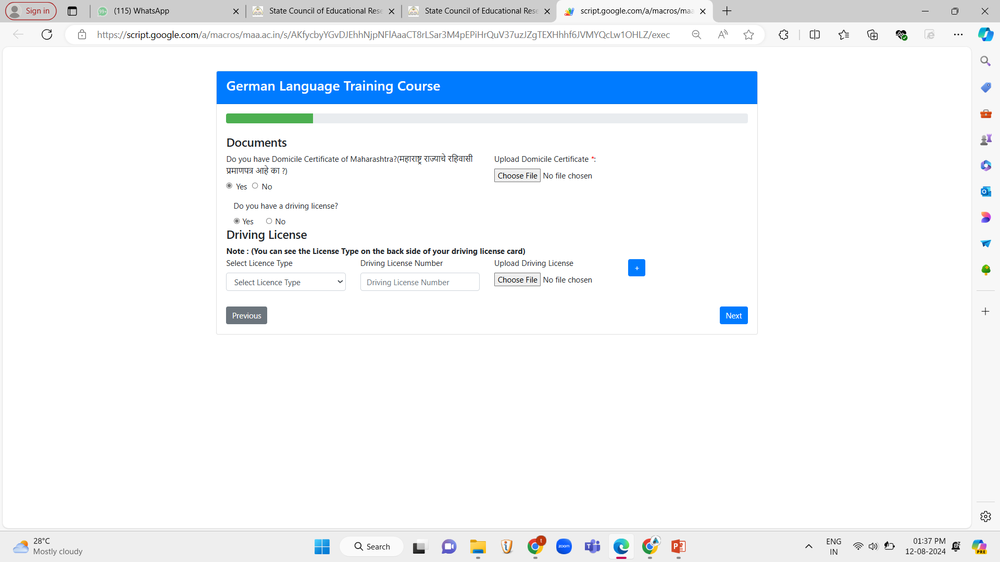 Sign in
(115) WhatsApp
State Council of Educational Rese
State Council of Educational Rese
script.google.com/a/macros/maa
https://script.google.com/a/macros/maa.ac.in/s/AKfycbyYGvDJEhhNjpNFlAaaCT8rLSar3M4pEPiHrQuV37uzJZgTEXHhhf6JVMYQcLw1OHLZ/exec
German Language Training Course
Documents
Do you have Domicile Certificate of Maharashtra?(महाराष्ट्र राज्याचे रहिवासी
प्रमाणपत्र आहे का ?)
Yes No
Upload Domicile Certificate *:
Choose File No file chosen
Do you have a driving license?
Yes No
Driving License
Note : (You can see the License Type on the back side of your driving license card)
Select Licence Type
Driving License Number
Upload Driving License
+
Select Licence Type
Driving License Number
Choose File No file chosen
Previous
Next
28°C
Mostly cloudy
Search
zoom
ENG
IN
01:37 PM
12-08-2024
PRE